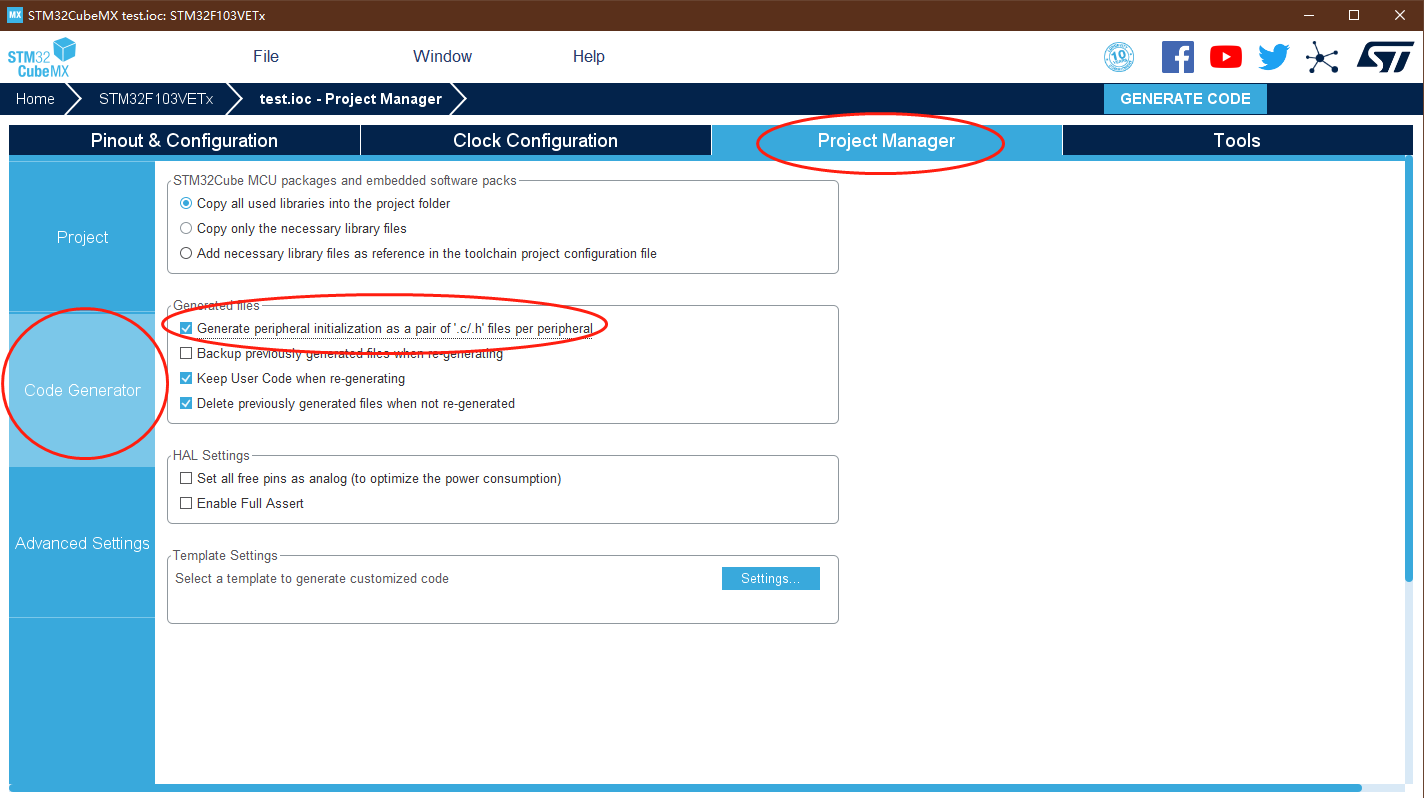 MX STM32CubeMX test.ioc: STM32F103VETx
STM32
CubeMX
File
Window
Help
10
Home
STM32F103VETx
test.ioc - Project Manager
GENERATE CODE
Pinout & Configuration
Clock Configuration
Project Manager
Tools
Project
Code Generator
Advanced Settings
STM32Cube MCU packages and embedded software packs
Copy all used libraries into the project folder
Copy only the necessary library files
Add necessary library files as reference in the toolchain project configuration file
Generated files
Generate peripheral initialization as a pair of '.c/.h' files per peripheral
Backup previously generated files when re-generating
Keep User Code when re-generating
Delete previously generated files when not re-generated
HAL Settings
Set all free pins as analog (to optimize the power consumption)
Enable Full Assert
Template Settings
Select a template to generate customized code
Settings...